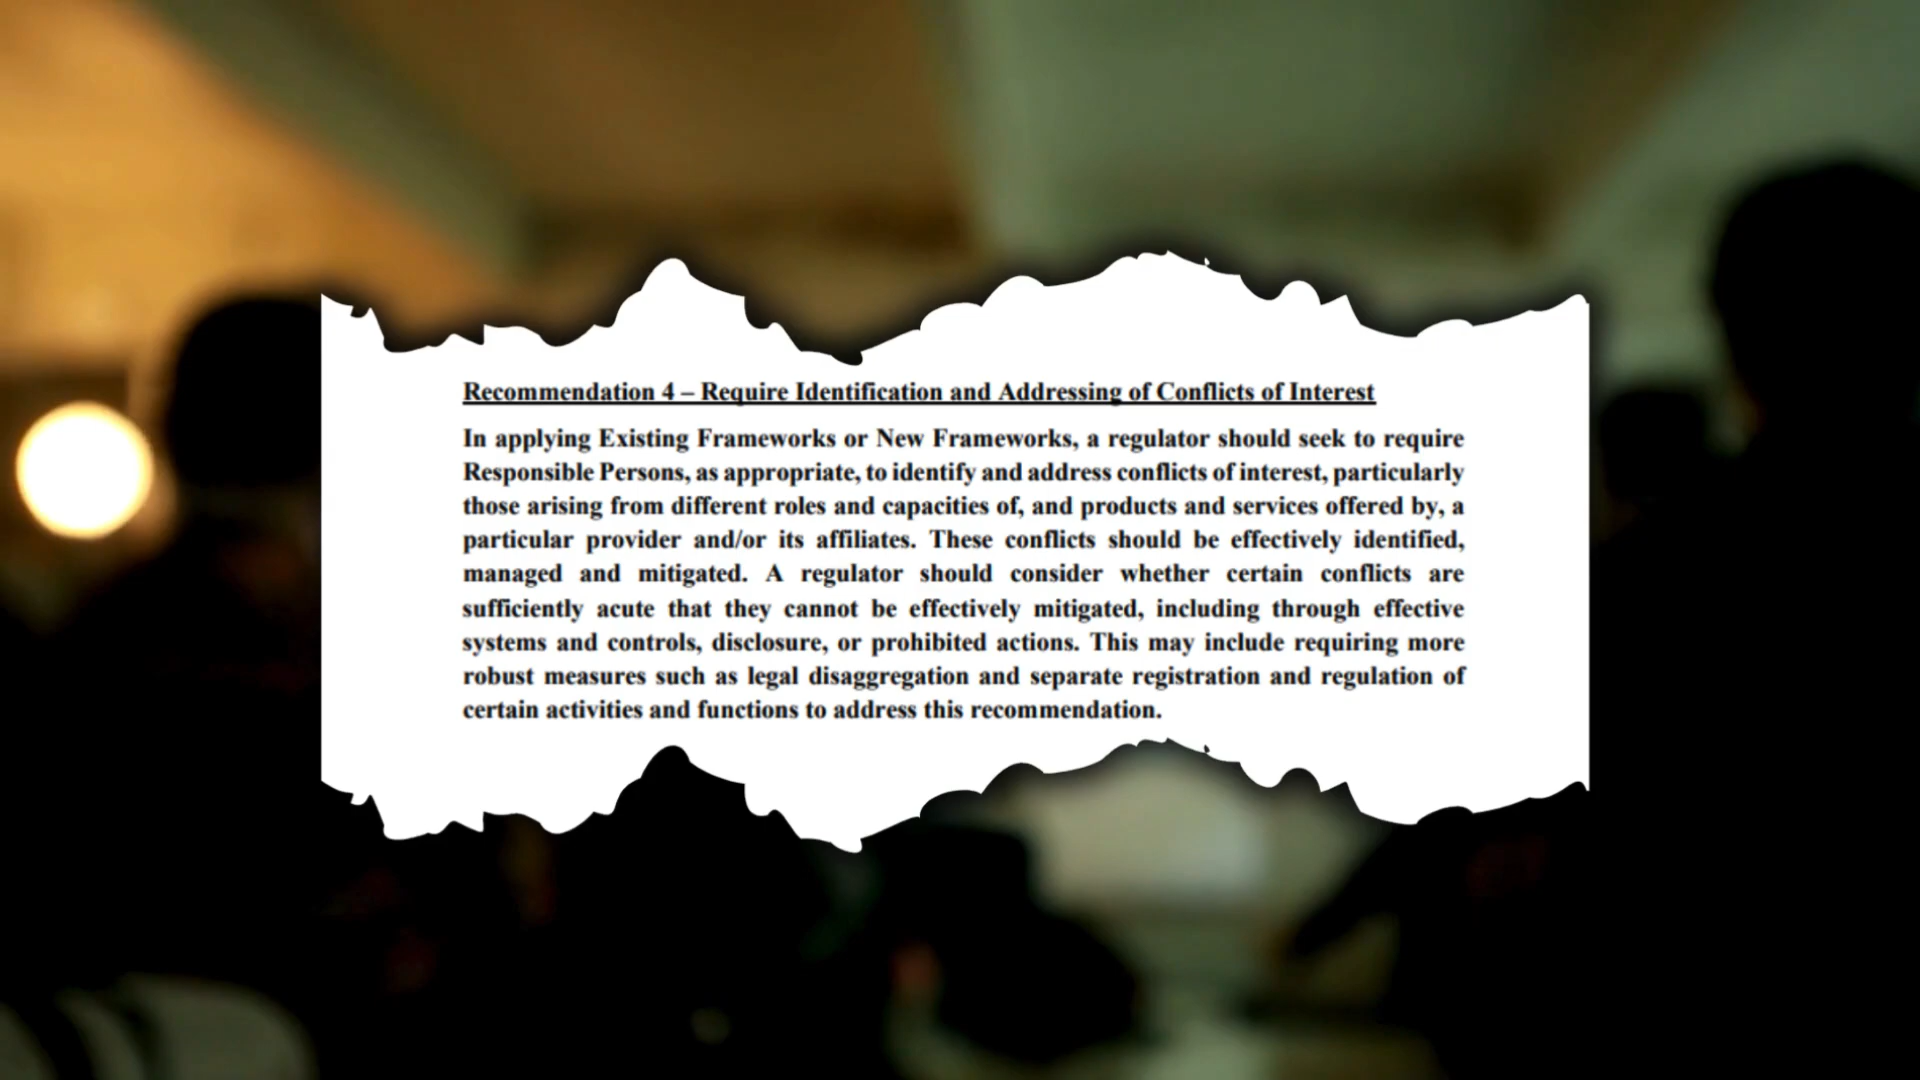 Recommendation 4 – Require Identification and Addressing of Conflicts of Interest
In applying Existing Frameworks or New Frameworks, a regulator should seek to require
Responsible Persons, as appropriate, to identify and address conflicts of interest, particularly
those arising from different roles and capacities of, and products and services offered by, a
particular provider and/or its affiliates. These conflicts should be effectively identified,
managed and mitigated. A regulator should consider whether certain conflicts are
sufficiently acute that they cannot be effectively mitigated, including through effective
systems and controls, disclosure, or prohibited actions. This may include requiring more
robust measures such as legal disaggregation and separate registration and regulation of
certain activities and functions to address this recommendation.